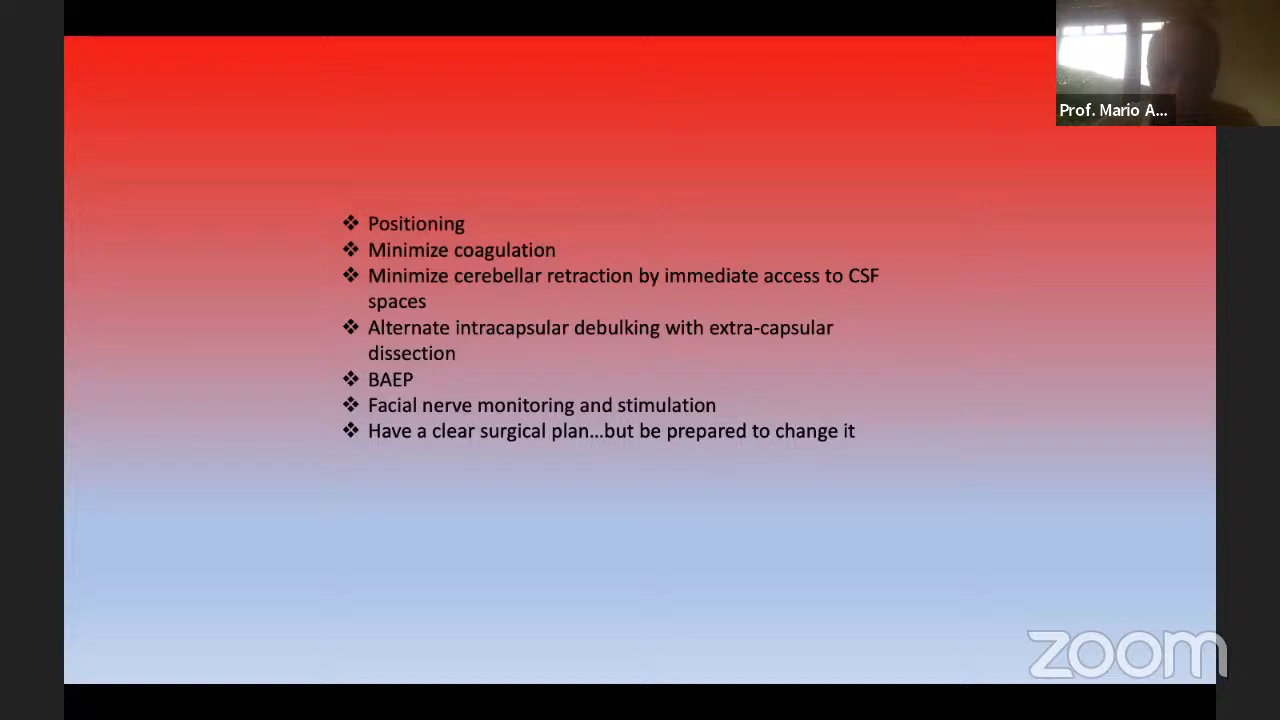 Prof. Mario A...
❖ Positioning
❖ Minimize coagulation
❖ Minimize cerebellar retraction by immediate access to CSF
spaces
❖ Alternate intracapsular debulking with extra-capsular
dissection
❖ BAEP
❖ Facial nerve monitoring and stimulation
❖ Have a clear surgical plan...but be prepared to change it
zoom